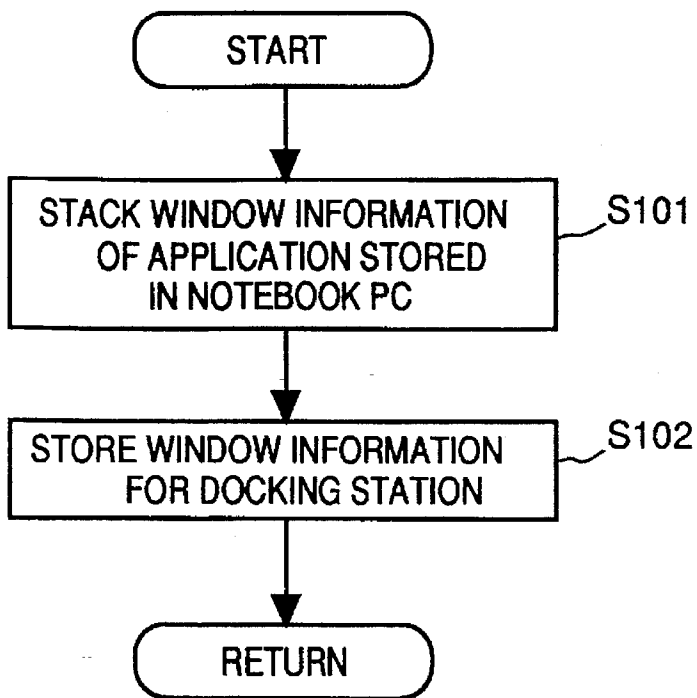 START
STACK WINDOW INFORMATION
OF APPLICATION STORED
IN NOTEBOOK PC
S101
STORE WINDOW INFORMATION
FOR DOCKING STATION
S102
RETURN